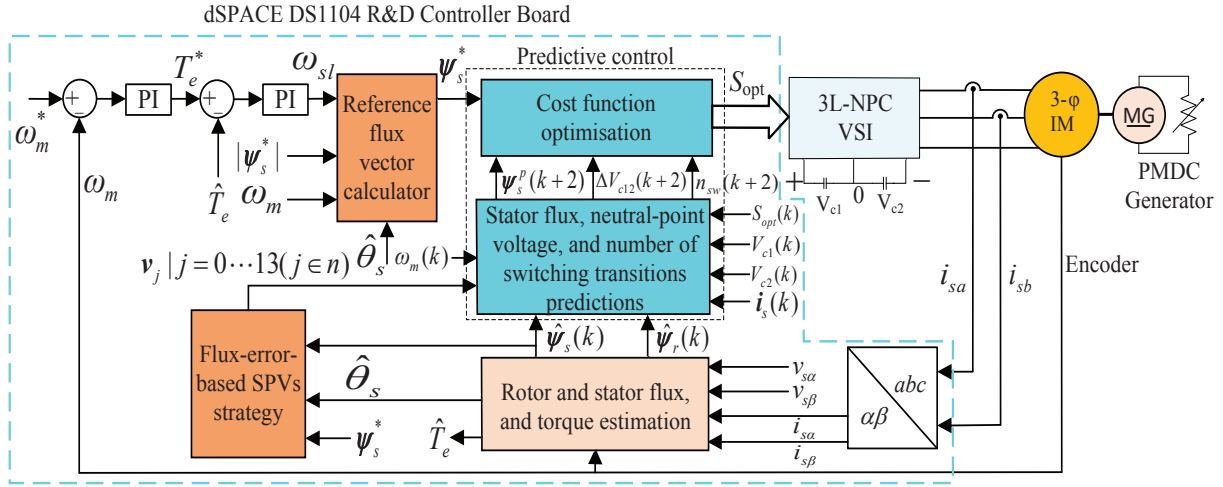 dSPACE DS1104 R&D Controller Board
Predictive control
ω_m^*
+
−
PI
T_e^*
+
−
T̂_e
PI
ω_sl
|ψ_s^*|
ω_m
Reference
flux
vector
calculator
ψ_s^*
Cost function
optimisation
S_opt
3L-NPC
VSI
+
V_c1
0
V_c2
−
3-φ
IM
MG
PMDC
Generator
ω_m
ψ_s^p(k+2)
ΔV_c12(k+2)
n_sw(k+2)
Stator flux, neutral-point
voltage, and number of
switching transitions
predictions
S_opt(k)
V_c1(k)
V_c2(k)
i_s(k)
θ̂_s
ω_m(k)
v_j | j = 0⋯13(j ∈ n)
Encoder
i_sa
i_sb
ψ̂_s(k)
ψ̂_r(k)
Flux-error-
based SPVs
strategy
θ̂_s
ψ_s^*
T̂_e
Rotor and stator flux,
and torque estimation
v_sα
v_sβ
i_sα
i_sβ
abc
αβ